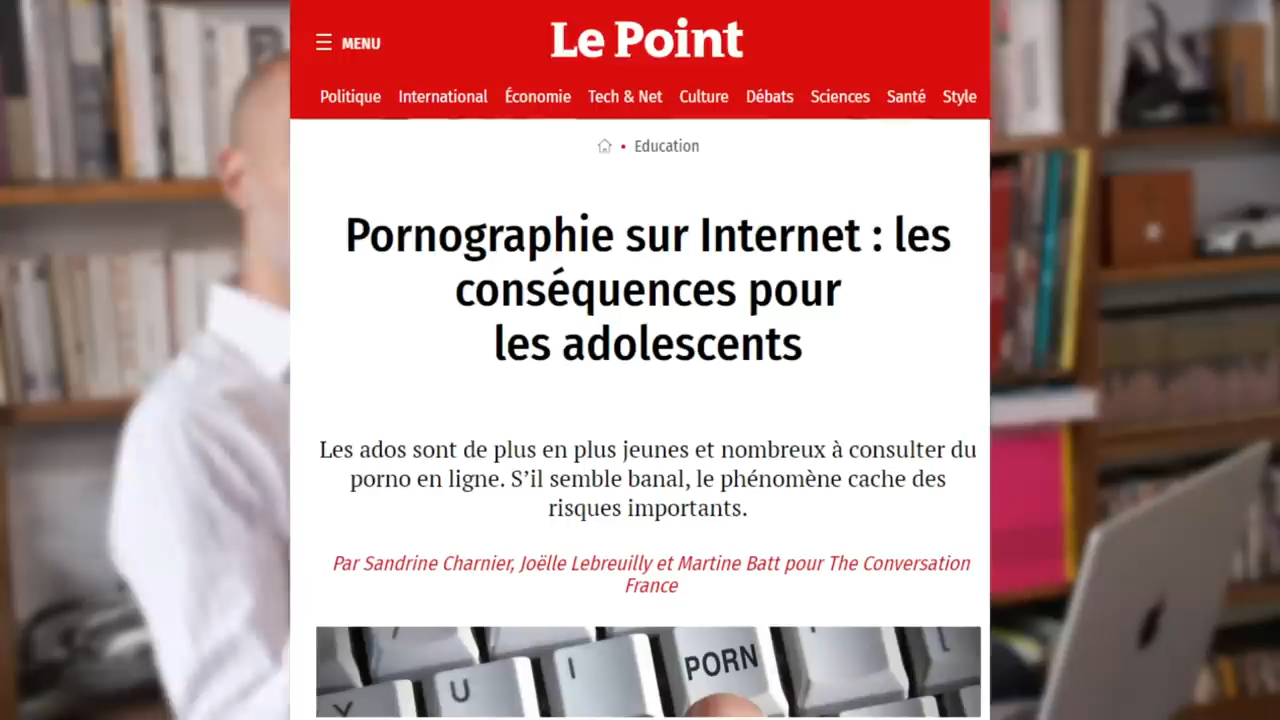 MENU
Le Point
Politique International Économie Tech & Net Culture Débats Sciences Santé Style
Education
Pornographie sur Internet : les
conséquences pour
les adolescents
Les ados sont de plus en plus jeunes et nombreux à consulter du
porno en ligne. S’il semble banal, le phénomène cache des
risques importants.
Par Sandrine Charnier, Joëlle Lebreuilly et Martine Batt pour The Conversation
France
PORN
U
I
Y